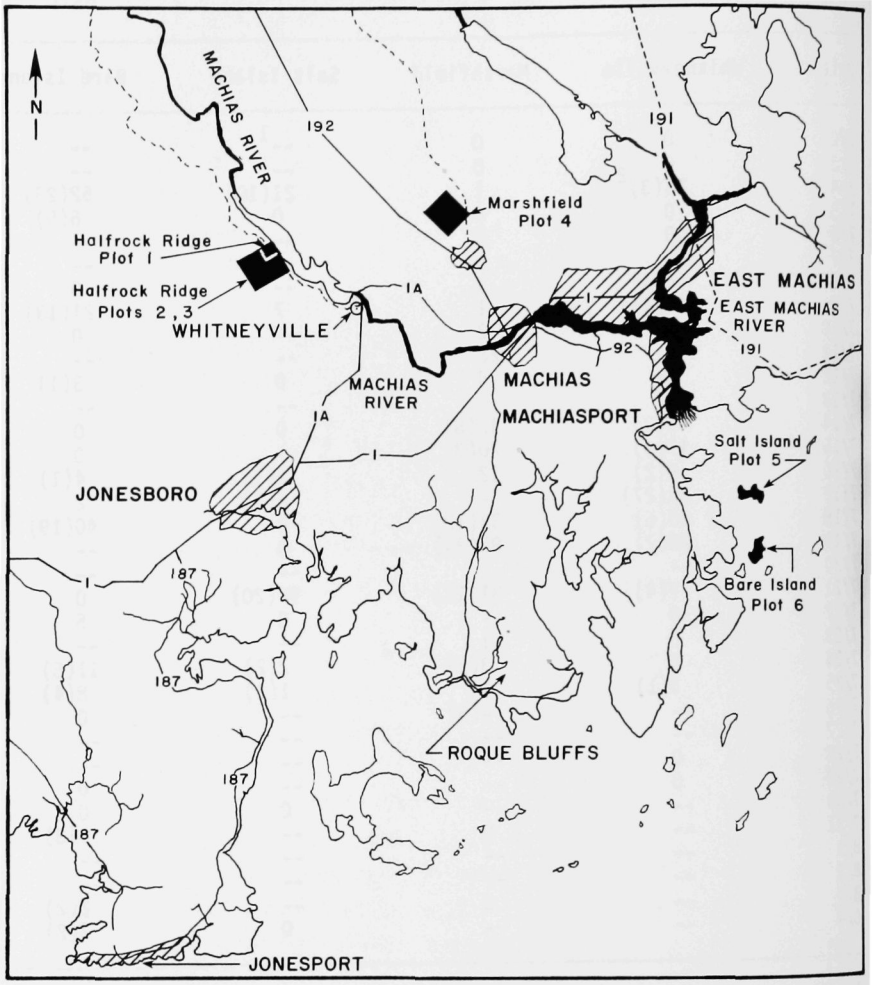 N
MACHIAS RIVER
192
191
Marshfield
Plot 4
Halfrock Ridge
Plot 1
Halfrock Ridge
Plots 2,3
WHITNEYVILLE
1A
1
1
EAST MACHIAS
EAST MACHIAS
RIVER
191
92
MACHIAS
RIVER
MACHIAS
MACHIASPORT
1A
1
Salt Island
Plot 5
JONESBORO
Bare Island
Plot 6
1
187
187
ROQUE BLUFFS
187
187
JONESPORT